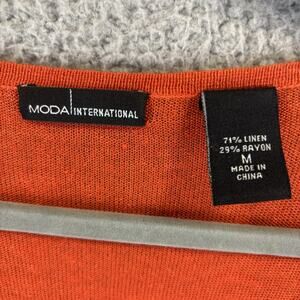 MODA INTERNATIONAL
71% LINEN
29% RAYON
M
MADE IN
CHINA